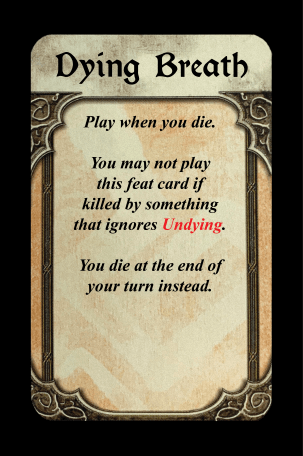 Dying Breath
Play when you die.
You may not play
this feat card if
killed by something
that ignores Undying.
You die at the end of
your turn instead.